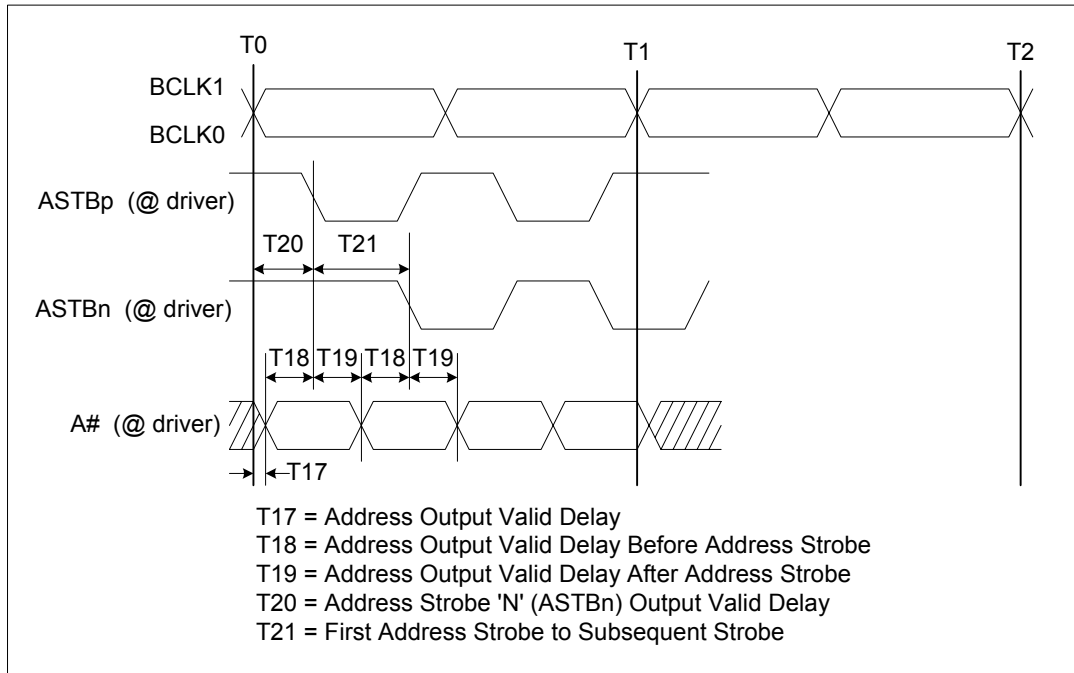 T0
T1
T2
BCLK1
BCLK0
ASTBp (@ driver)
T20
T21
ASTBn (@ driver)
T18
T19
T18
T19
A# (@ driver)
T17
T17 = Address Output Valid Delay
T18 = Address Output Valid Delay Before Address Strobe
T19 = Address Output Valid Delay After Address Strobe
T20 = Address Strobe 'N' (ASTBn) Output Valid Delay
T21 = First Address Strobe to Subsequent Strobe